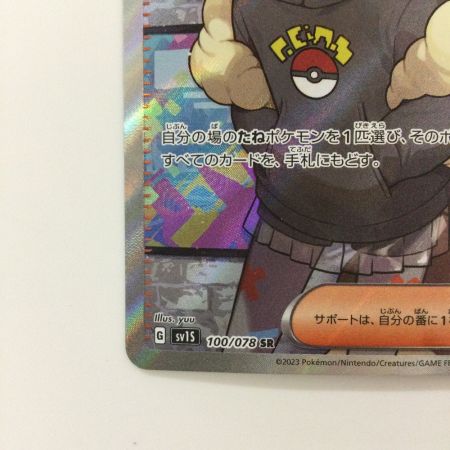 自分の場のたねポケモンを1匹選び、そのポ
すべてのカードを、手札にもどす。
サポートは、自分の番に1
Illus. yuu
G sv1S 100/078 SR
©2023 Pokémon/Nintendo/Creatures/GAME